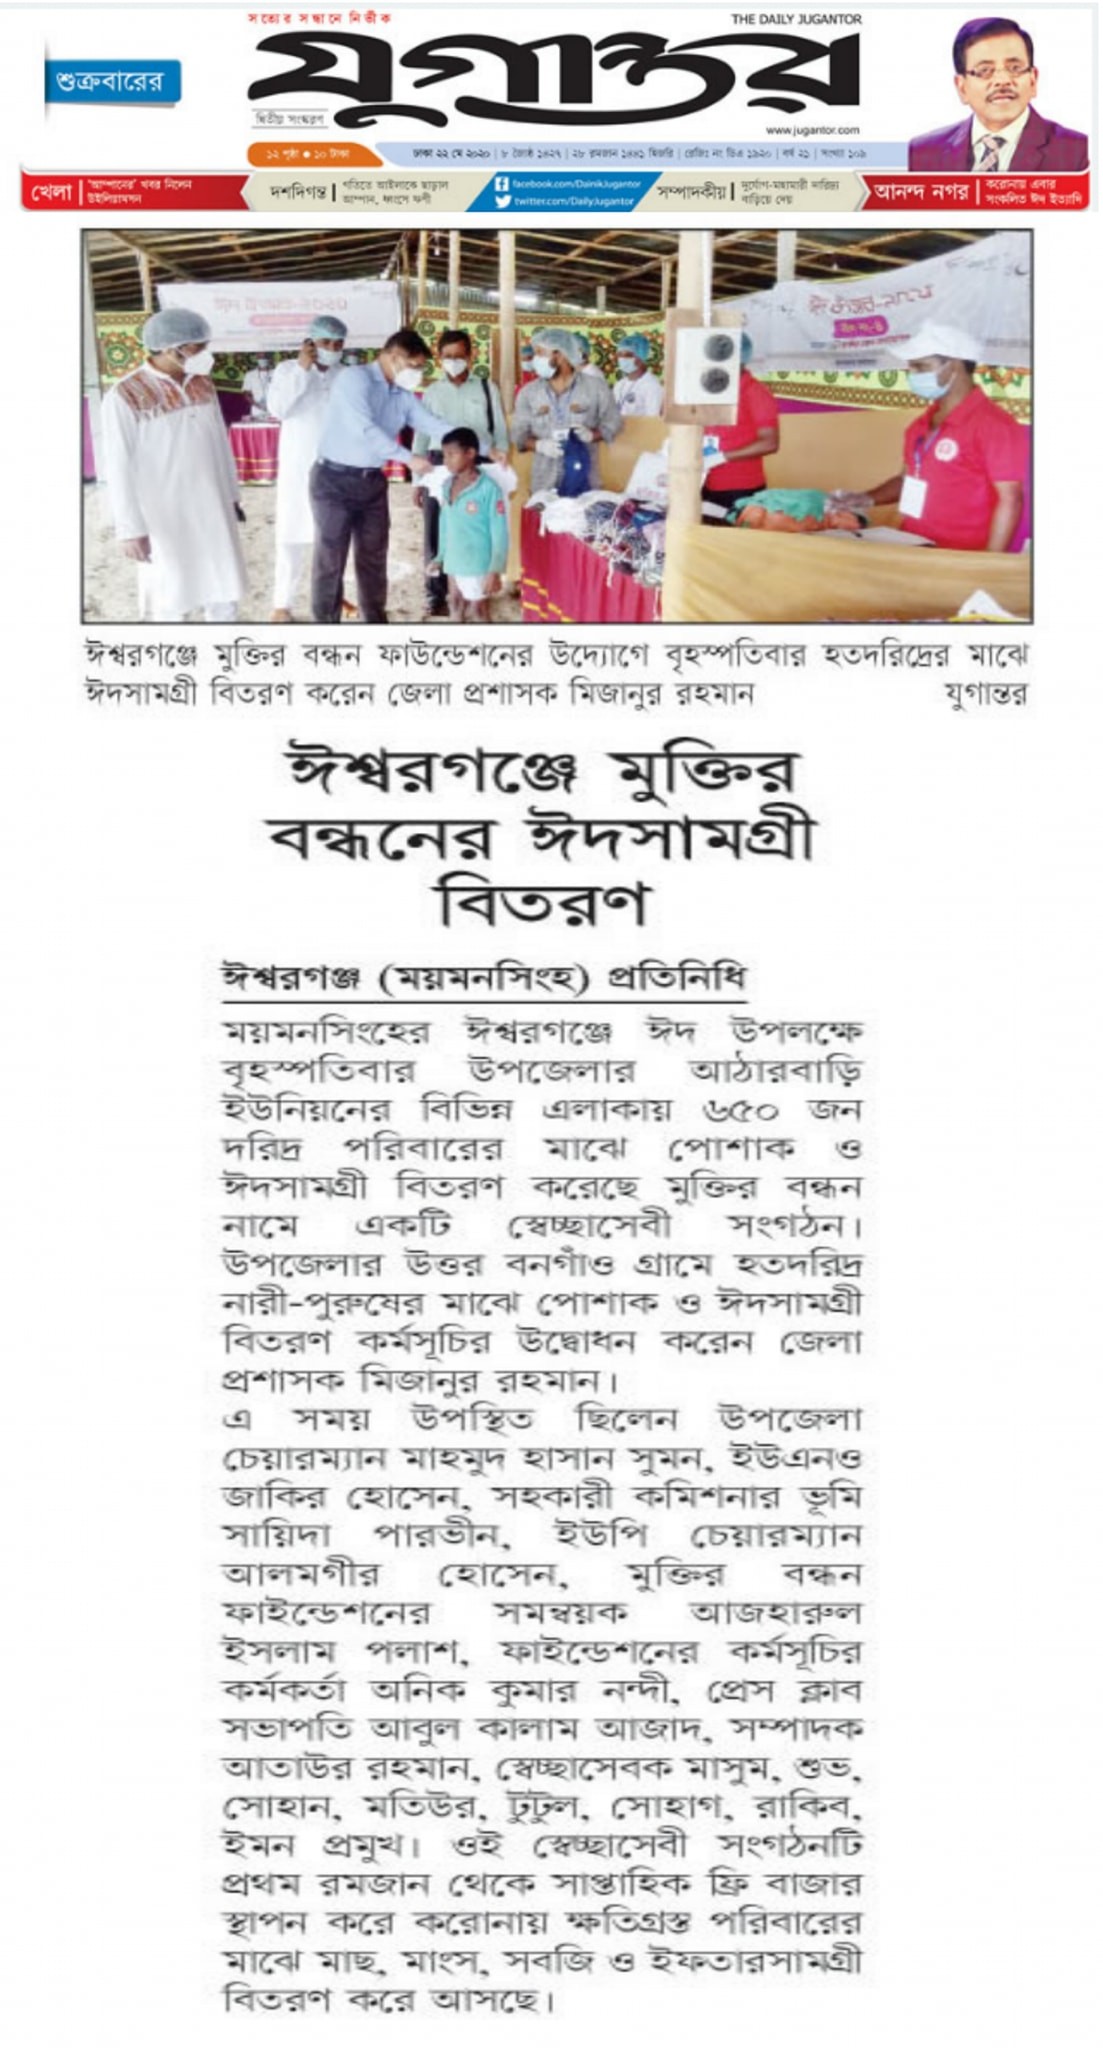 সত্যের সন্ধানে নির্ভীক
THE DAILY JUGANTOR
শুক্রবারের
যুগান্তর
দ্বিতীয় সংস্করণ
www.jugantor.com
১২ পৃষ্ঠা ● ১০ টাকা
ঢাকা ২২ মে ২০২০ | ৮ জ্যৈষ্ঠ ১৪২৭ | ২৮ রমজান ১৪৪১ হিজরি | রেজিঃ নং ডিএ ১৯২০ | বর্ষ ২১ | সংখ্যা ১০৯
খেলা | 'আম্পানের' খবর নিলেন
উইলিয়ামসন
দশদিগন্ত | গতিতে আইলাকে ছাড়াল
আম্পান, ধ্বংসে ফণী
facebook.com/DainikJugantor
twitter.com/DailyJugantor
সম্পাদকীয় | দুর্যোগ-মহামারী দারিদ্র্য
বাড়িয়ে দেয়
আনন্দ নগর | করোনায় এবার
সংকলিত ঈদ ইত্যাদি
ঈশ্বরগঞ্জে মুক্তির বন্ধন ফাউন্ডেশনের উদ্যোগে বৃহস্পতিবার হতদরিদ্রের মাঝে
ঈদসামগ্রী বিতরণ করেন জেলা প্রশাসক মিজানুর রহমান যুগান্তর
ঈশ্বরগঞ্জে মুক্তির
বন্ধনের ঈদসামগ্রী
বিতরণ
ঈশ্বরগঞ্জ (ময়মনসিংহ) প্রতিনিধি
ময়মনসিংহের ঈশ্বরগঞ্জে ঈদ উপলক্ষে
বৃহস্পতিবার উপজেলার আঠারবাড়ি
ইউনিয়নের বিভিন্ন এলাকায় ৬৫০ জন
দরিদ্র পরিবারের মাঝে পোশাক ও
ঈদসামগ্রী বিতরণ করেছে মুক্তির বন্ধন
নামে একটি স্বেচ্ছাসেবী সংগঠন।
উপজেলার উত্তর বনগাঁও গ্রামে হতদরিদ্র
নারী-পুরুষের মাঝে পোশাক ও ঈদসামগ্রী
বিতরণ কর্মসূচির উদ্বোধন করেন জেলা
প্রশাসক মিজানুর রহমান।
এ সময় উপস্থিত ছিলেন উপজেলা
চেয়ারম্যান মাহমুদ হাসান সুমন, ইউএনও
জাকির হোসেন, সহকারী কমিশনার ভূমি
সায়িদা পারভীন, ইউপি চেয়ারম্যান
আলমগীর হোসেন, মুক্তির বন্ধন
ফাইন্ডেশনের সমন্বয়ক আজহারুল
ইসলাম পলাশ, ফাইন্ডেশনের কর্মসূচির
কর্মকর্তা অনিক কুমার নন্দী, প্রেস ক্লাব
সভাপতি আবুল কালাম আজাদ, সম্পাদক
আতাউর রহমান, স্বেচ্ছাসেবক মাসুম, শুভ,
সোহান, মতিউর, টুটুল, সোহাগ, রাকিব,
ইমন প্রমুখ। ওই স্বেচ্ছাসেবী সংগঠনটি
প্রথম রমজান থেকে সাপ্তাহিক ফ্রি বাজার
স্থাপন করে করোনায় ক্ষতিগ্রস্ত পরিবারের
মাঝে মাছ, মাংস, সবজি ও ইফতারসামগ্রী
বিতরণ করে আসছে।